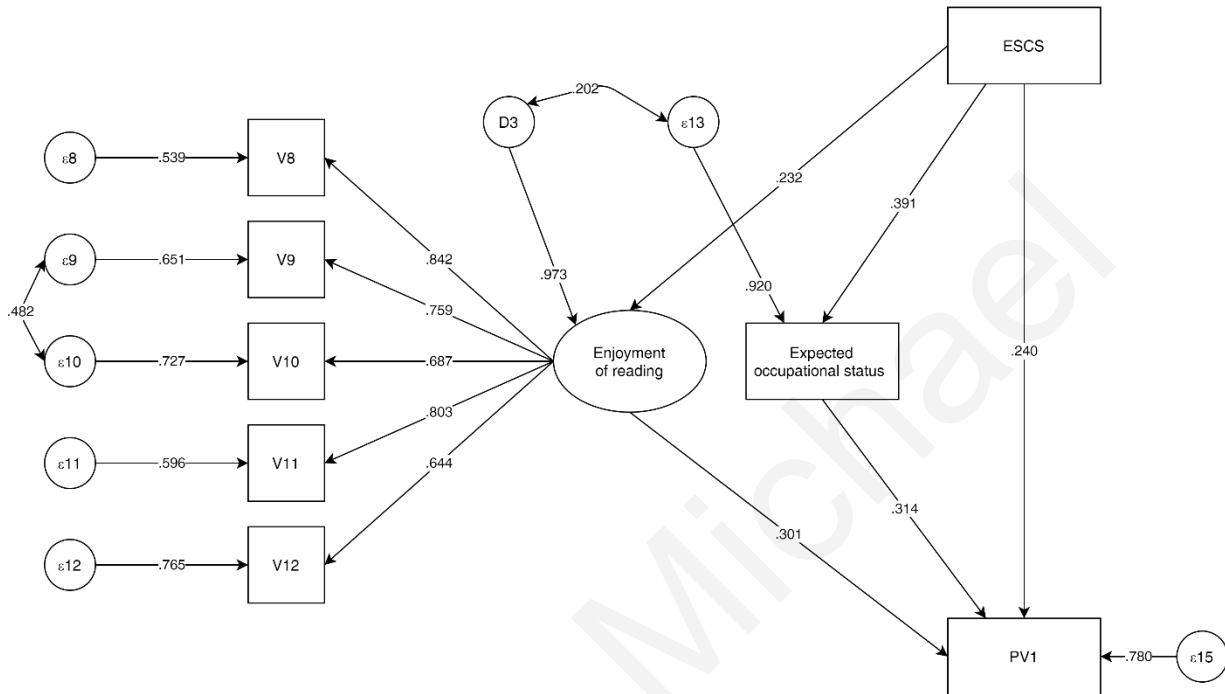 ESCS
.202
D3
ε13
ε8
.539
V8
.232
.391
ε9
.651
V9
.842
.973
.920
.482
.759
ε10
.727
V10
.687
Enjoyment
of reading
Expected
occupational status
.240
.803
ε11
.596
V11
.644
.314
.301
ε12
.765
V12
PV1
.780
ε15
Michael